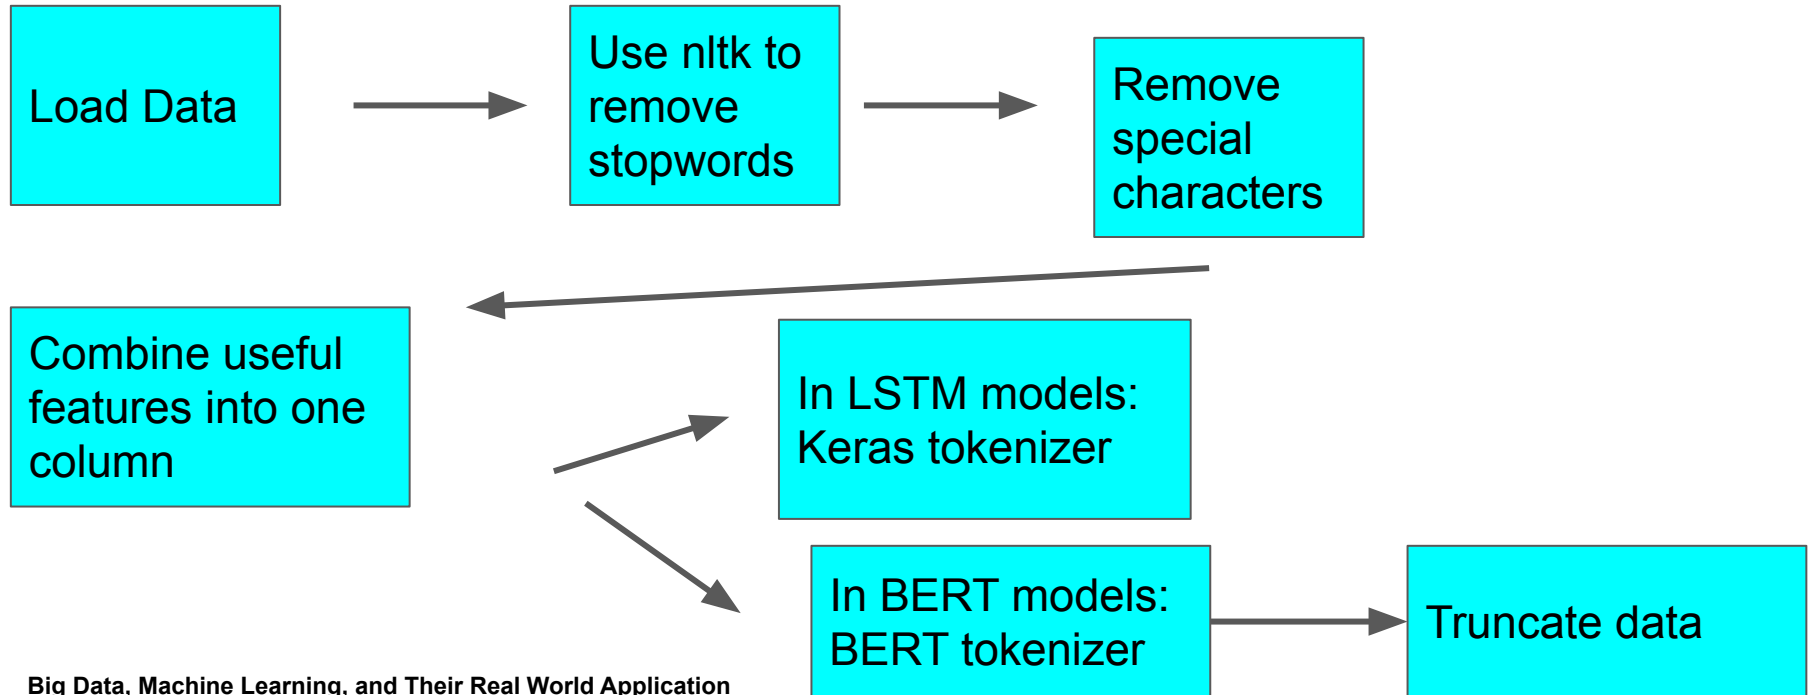 Load Data
Use nltk to
remove
stopwords
Remove
special
characters
Combine useful
features into one
column
In LSTM models:
Keras tokenizer
In BERT models:
BERT tokenizer
Truncate data
Big Data, Machine Learning, and Their Real World Application